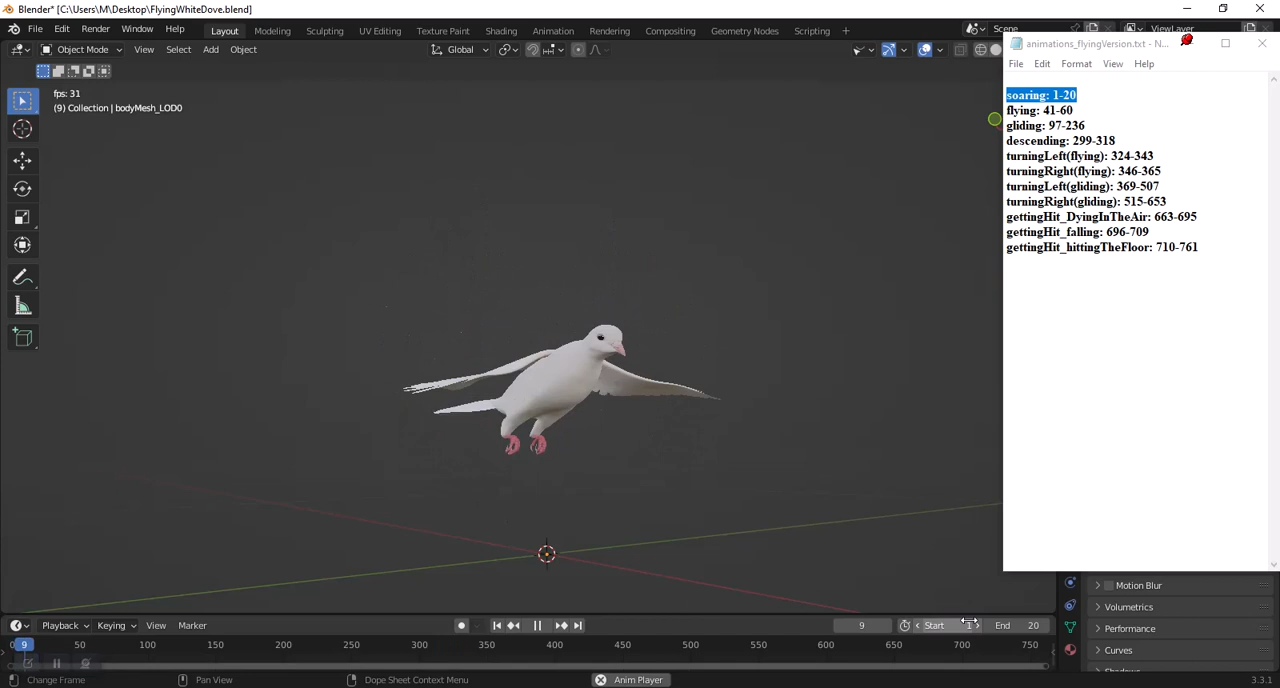 Blender* [C:\Users\M\Desktop\FlyingWhiteDove.blend]
File Edit Render Window Help Layout Modeling Sculpting UV Editing Texture Paint Shading Animation Rendering Compositing Geometry Nodes Scripting + Scene ViewLayer
Object Mode View Select Add Object Global
fps: 31
(9) Collection | bodyMesh_LOD0
animations_flyingVersion.txt - N...
File Edit Format View Help
soaring: 1-20
flying: 41-60
gliding: 97-236
descending: 299-318
turningLeft(flying): 324-343
turningRight(flying): 346-365
turningLeft(gliding): 369-507
turningRight(gliding): 515-653
gettingHit_DyingInTheAir: 663-695
gettingHit_falling: 696-709
gettingHit_hittingTheFloor: 710-761
Motion Blur
Volumetrics
Performance
Curves
Playback Keying View Marker 9 Start 1 End 20
0 9 50 100 150 200 250 300 350 400 450 500 550 600 650 700 750
Change Frame Pan View Dope Sheet Context Menu Anim Player 3.3.1